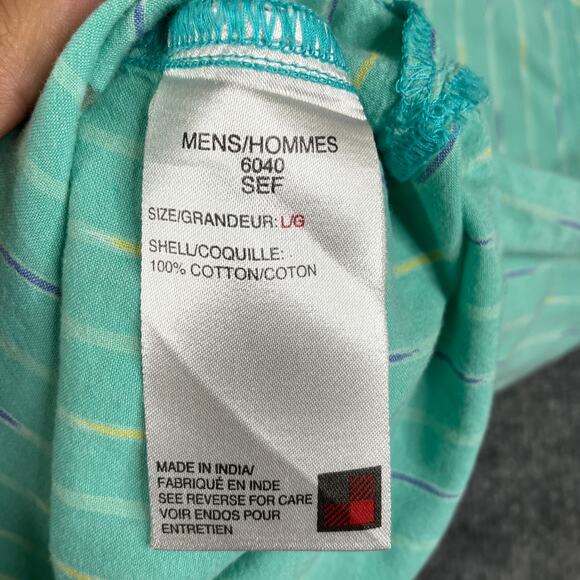 MENS/HOMMES
6040
SEF
SIZE/GRANDEUR: L/G
SHELL/COQUILLE:
100% COTTON/COTON
MADE IN INDIA/
FABRIQUÉ EN INDE
SEE REVERSE FOR CARE
VOIR ENDOS POUR
ENTRETIEN